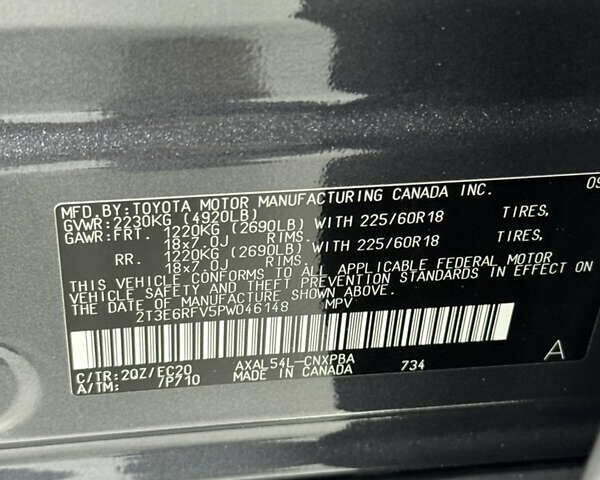 MFD.BY:TOYOTA MOTOR MANUFACTURING CANADA INC. 09
GVWR:2230KG (4920LB)
GAWR:FRT. 1220KG (2690LB) WITH 225/60R18 TIRES,
18x7.0J RIMS.
RR. 1220KG (2690LB) WITH 225/60R18 TIRES,
18x7.0J RIMS.
THIS VEHICLE CONFORMS TO ALL APPLICABLE FEDERAL MOTOR
VEHICLE SAFETY AND THEFT PREVENTION STANDARDS IN EFFECT ON
THE DATE OF MANUFACTURE SHOWN ABOVE.
2T3E6RFV5PW046148 MPV
C/TR:2QZ/EC20 AXAL54L-CNXPBA 734 A
A/TM: /P710 MADE IN CANADA